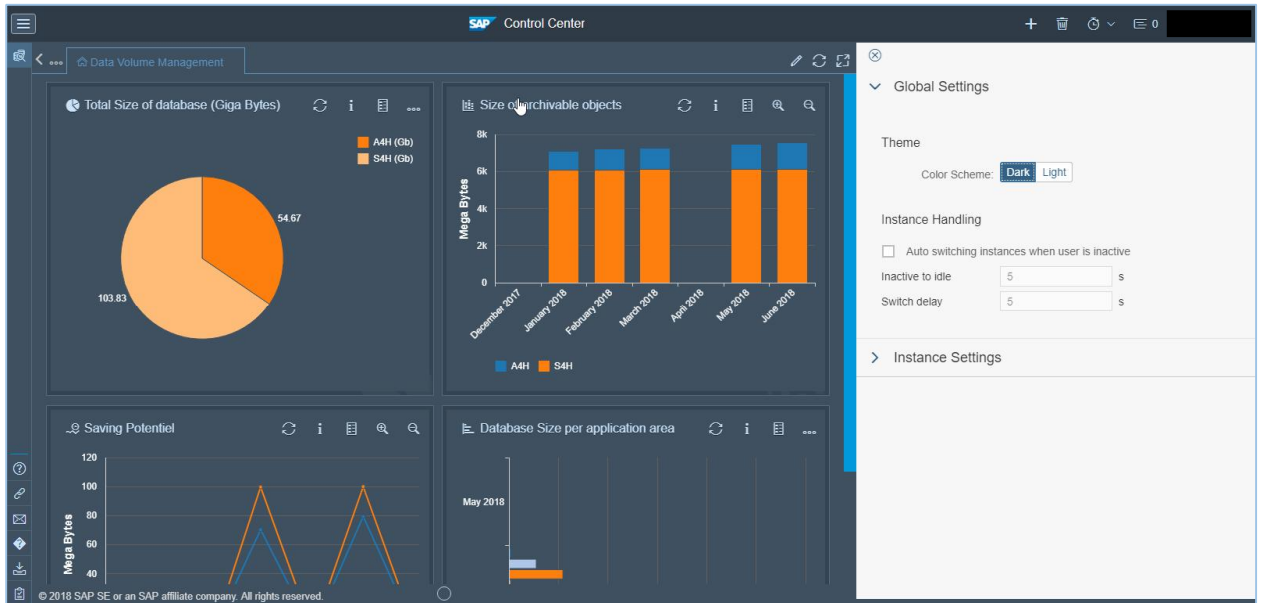 SAP Control Center
0
Data Volume Management
Total Size of database (Giga Bytes)
A4H (Gb)
S4H (Gb)
54.67
103.83
Size of archivable objects
8k
6k
4k
2k
0
Mega Bytes
December 2017
January 2018
February 2018
March 2018
April 2018
May 2018
June 2018
A4H
S4H
Saving Potentiel
120
100
80
60
40
Mega Bytes
Database Size per application area
May 2018
© 2018 SAP SE or an SAP affiliate company. All rights reserved.
Global Settings
Theme
Color Scheme: Dark Light
Instance Handling
Auto switching instances when user is inactive
Inactive to idle 5 s
Switch delay 5 s
Instance Settings